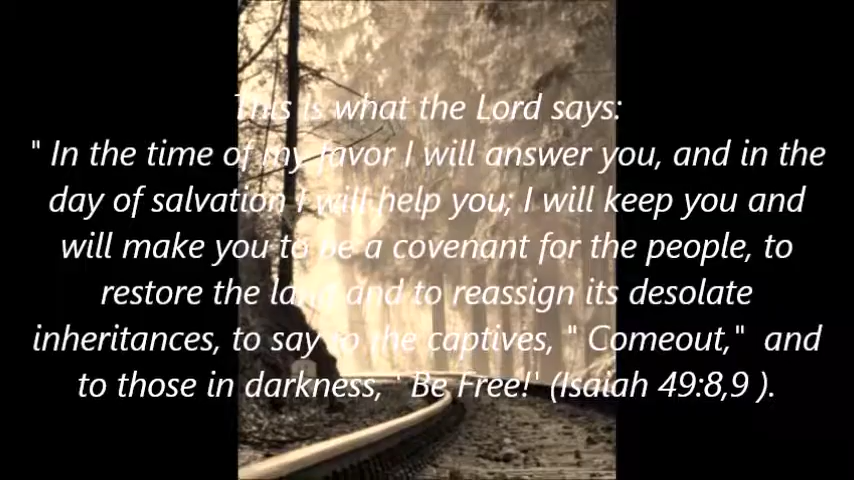 This is what the Lord says:
" In the time of my favor I will answer you, and in the
day of salvation I will help you; I will keep you and
will make you to be a covenant for the people, to
restore the land and to reassign its desolate
inheritances, to say to the captives, " Comeout,"  and
to those in darkness, ' Be Free!' (Isaiah 49:8,9 ).